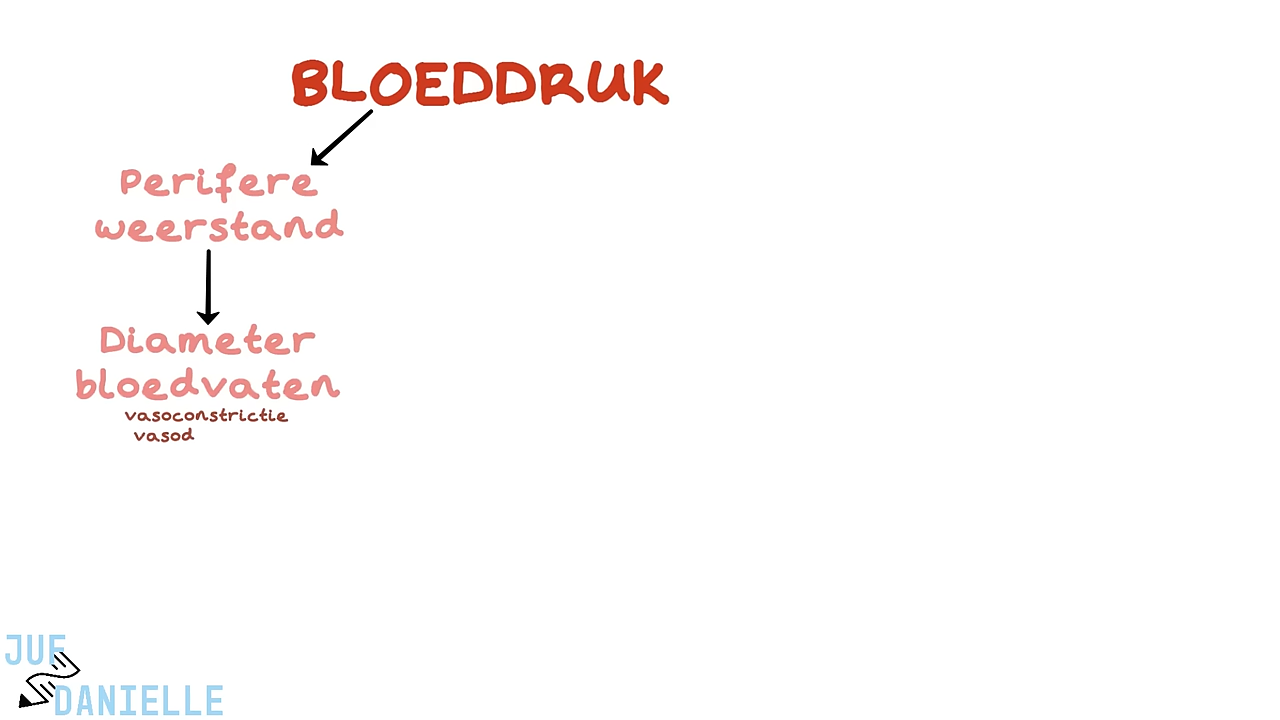 BLOEDDRUK
Perifere
weerstand
Diameter
bloedvaten
vasoconstrictie
vasod
JUF
DANIELLE